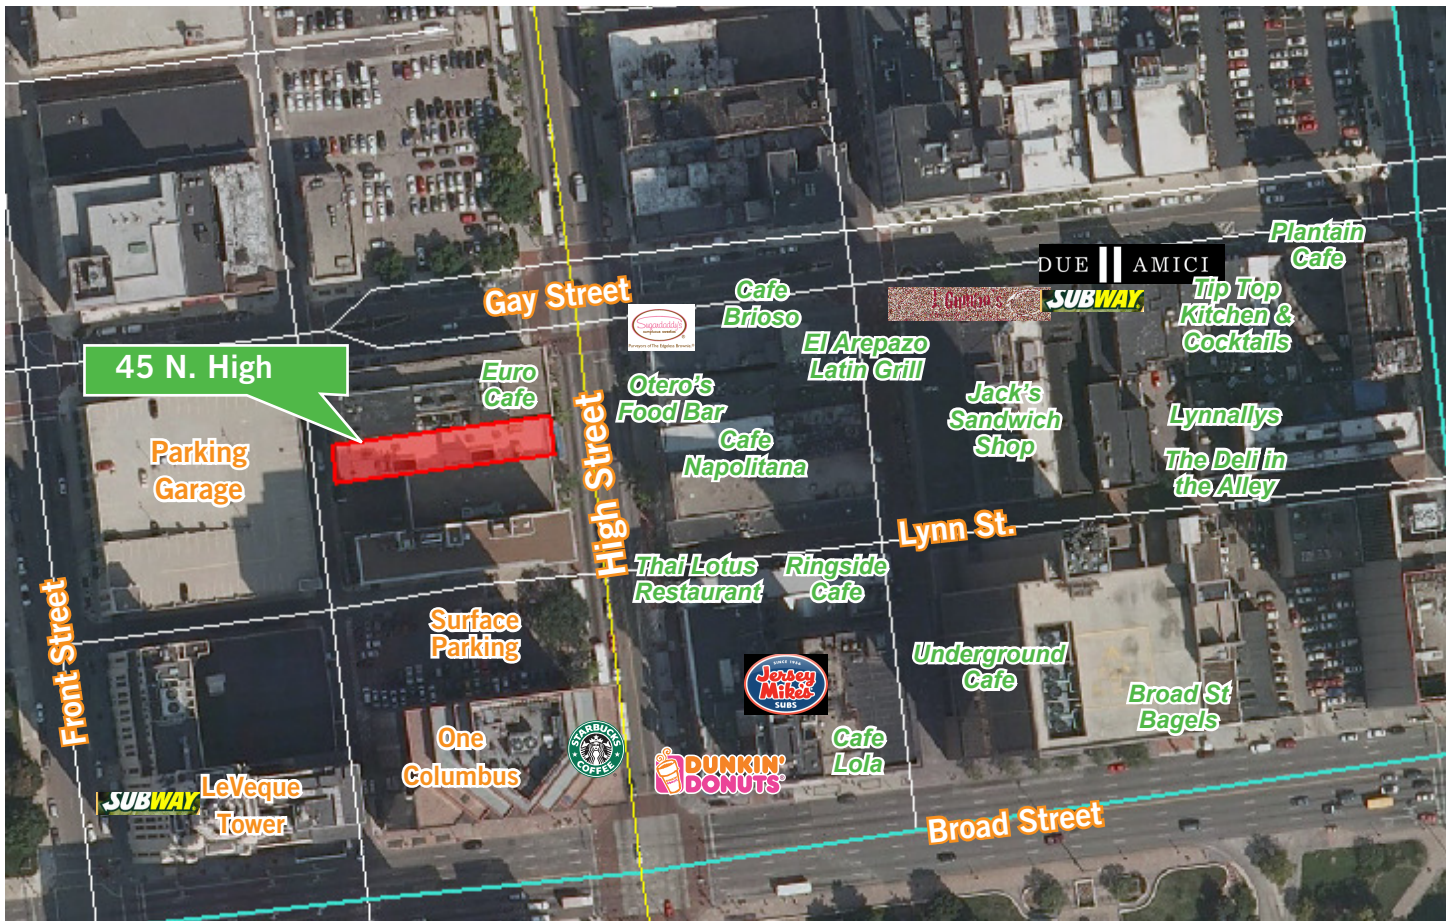 Plantain
Cafe
DUE AMICI
SUBWAY
Tip Top
Kitchen &
Cocktails
Gay Street
Cafe
Brioso
Sugardaddy's
El Arepazo
Latin Grill
45 N. High
Euro
Cafe
Otero's
Food Bar
Jack's
Sandwich
Shop
Lynnallys
The Deli in
the Alley
Cafe
Napolitana
Parking
Garage
High Street
Lynn St.
Thai Lotus
Restaurant
Ringside
Cafe
Front Street
Surface
Parking
Underground
Cafe
SINCE 1956
Jersey
Mike's
SUBS
Broad St
Bagels
One
Columbus
STARBUCKS
COFFEE
DUNKIN'
DONUTS
Cafe
Lola
SUBWAY
LeVeque
Tower
Broad Street